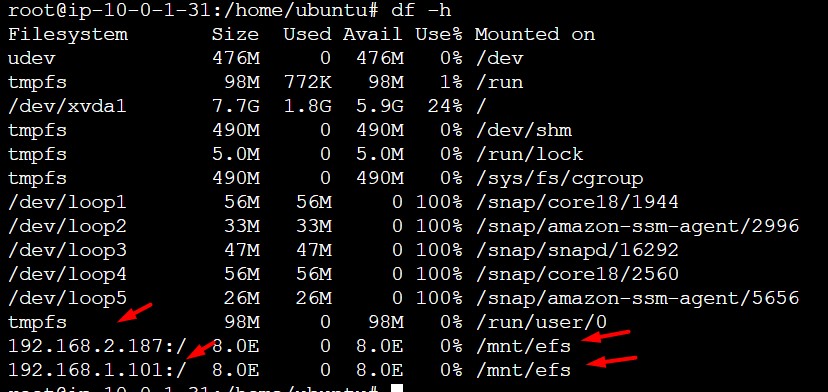 root@ip-10-0-1-31:/home/ubuntu# df -h
Filesystem      Size  Used Avail Use% Mounted on
udev            476M     0  476M   0% /dev
tmpfs            98M  772K   98M   1% /run
/dev/xvda1      7.7G  1.8G  5.9G  24% /
tmpfs           490M     0  490M   0% /dev/shm
tmpfs           5.0M     0  5.0M   0% /run/lock
tmpfs           490M     0  490M   0% /sys/fs/cgroup
/dev/loop1       56M   56M     0 100% /snap/core18/1944
/dev/loop2       33M   33M     0 100% /snap/amazon-ssm-agent/2996
/dev/loop3       47M   47M     0 100% /snap/snapd/16292
/dev/loop4       56M   56M     0 100% /snap/core18/2560
/dev/loop5       26M   26M     0 100% /snap/amazon-ssm-agent/5656
tmpfs            98M     0   98M   0% /run/user/0
192.168.2.187:/  8.0E     0  8.0E   0% /mnt/efs
192.168.1.101:/  8.0E     0  8.0E   0% /mnt/efs
root@ip-10-0-1-31:/home/ubuntu#